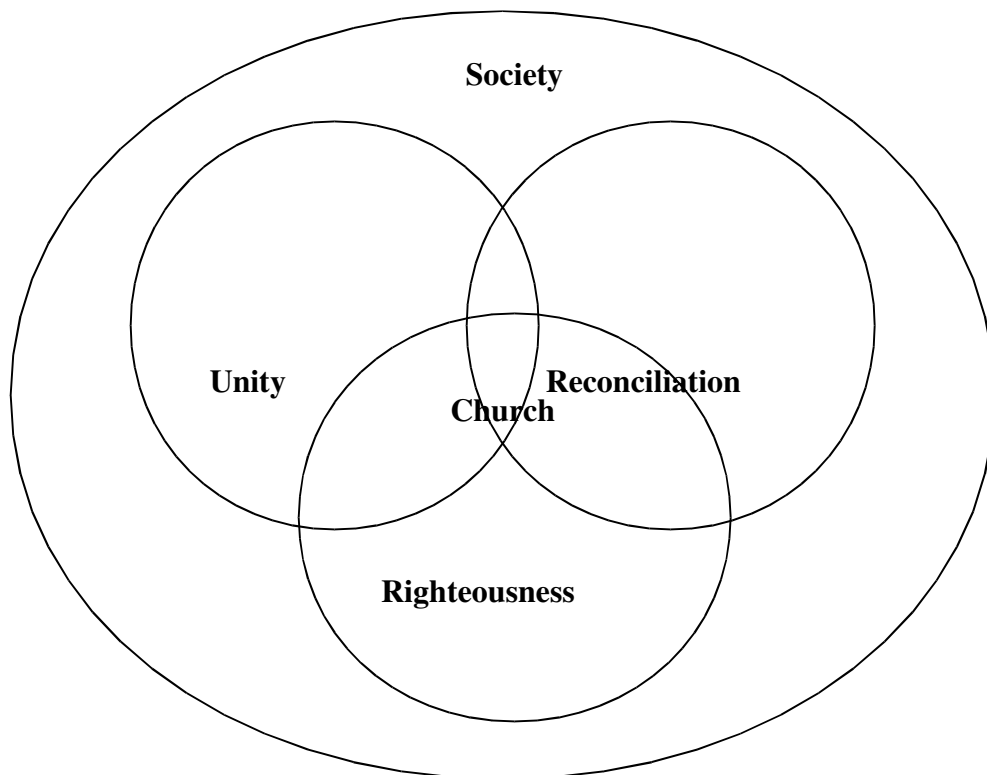 Society
Unity
Reconciliation
Church
Righteousness